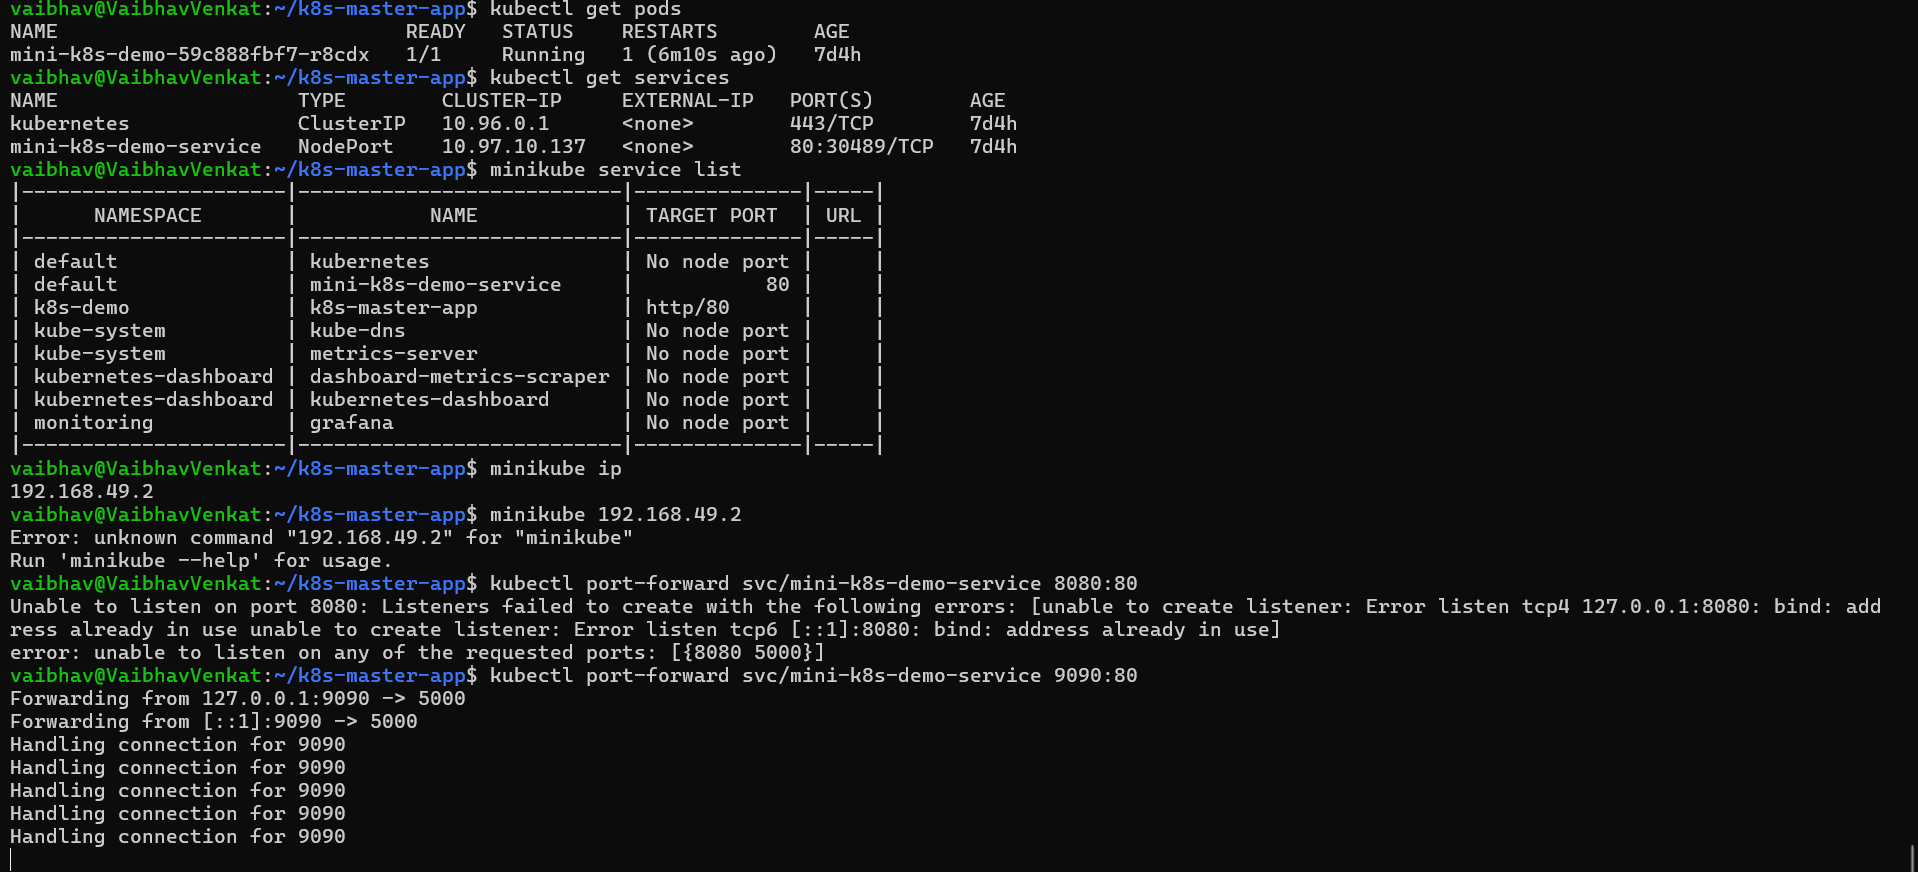 vaibhav@VaibhavVenkat:~/k8s-master-app$ kubectl get pods
NAME                             READY   STATUS    RESTARTS        AGE
mini-k8s-demo-59c888fbf7-r8cdx   1/1     Running   1 (6m10s ago)   7d4h
vaibhav@VaibhavVenkat:~/k8s-master-app$ kubectl get services
NAME                    TYPE        CLUSTER-IP     EXTERNAL-IP   PORT(S)        AGE
kubernetes              ClusterIP   10.96.0.1      <none>        443/TCP        7d4h
mini-k8s-demo-service   NodePort    10.97.10.137   <none>        80:30489/TCP   7d4h
vaibhav@VaibhavVenkat:~/k8s-master-app$ minikube service list
|----------------------|---------------------------|--------------|-----|
|      NAMESPACE       |           NAME            | TARGET PORT  | URL |
|----------------------|---------------------------|--------------|-----|
| default              | kubernetes                | No node port |     |
| default              | mini-k8s-demo-service     |           80 |     |
| k8s-demo             | k8s-master-app            | http/80      |     |
| kube-system          | kube-dns                  | No node port |     |
| kube-system          | metrics-server            | No node port |     |
| kubernetes-dashboard | dashboard-metrics-scraper | No node port |     |
| kubernetes-dashboard | kubernetes-dashboard      | No node port |     |
| monitoring           | grafana                   | No node port |     |
|----------------------|---------------------------|--------------|-----|
vaibhav@VaibhavVenkat:~/k8s-master-app$ minikube ip
192.168.49.2
vaibhav@VaibhavVenkat:~/k8s-master-app$ minikube 192.168.49.2
Error: unknown command "192.168.49.2" for "minikube"
Run 'minikube --help' for usage.
vaibhav@VaibhavVenkat:~/k8s-master-app$ kubectl port-forward svc/mini-k8s-demo-service 8080:80
Unable to listen on port 8080: Listeners failed to create with the following errors: [unable to create listener: Error listen tcp4 127.0.0.1:8080: bind: add
ress already in use unable to create listener: Error listen tcp6 [::1]:8080: bind: address already in use]
error: unable to listen on any of the requested ports: [{8080 5000}]
vaibhav@VaibhavVenkat:~/k8s-master-app$ kubectl port-forward svc/mini-k8s-demo-service 9090:80
Forwarding from 127.0.0.1:9090 -> 5000
Forwarding from [::1]:9090 -> 5000
Handling connection for 9090
Handling connection for 9090
Handling connection for 9090
Handling connection for 9090
Handling connection for 9090